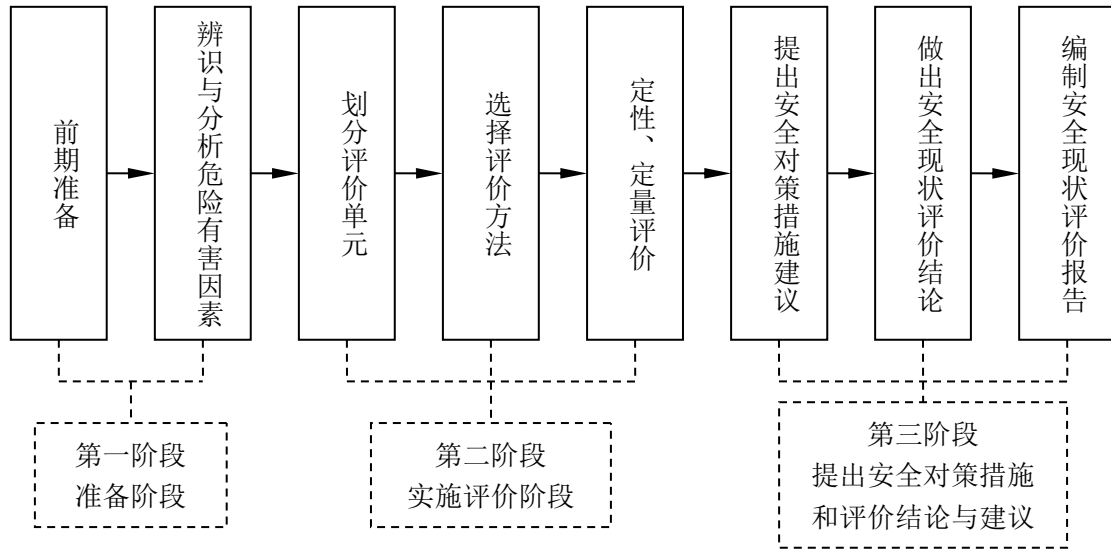 前期准备
辨识与分析危险有害因素
划分评价单元
选择评价方法
定性、定量评价
提出安全对策措施建议
做出安全现状评价结论
编制安全现状评价报告
第一阶段
准备阶段
第二阶段
实施评价阶段
第三阶段
提出安全对策措施
和评价结论与建议